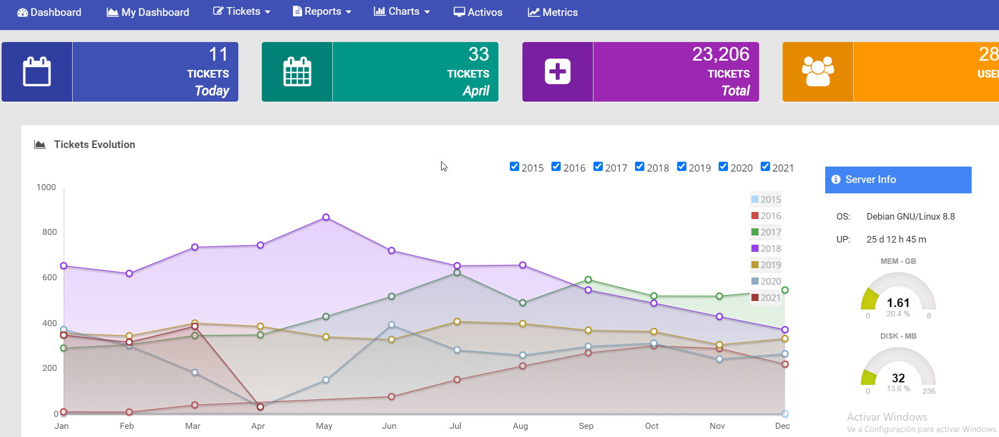 Dashboard My Dashboard Tickets Reports Charts Activos Metrics
11
TICKETS
Today
33
TICKETS
April
23,206
TICKETS
Total
28
USE
Tickets Evolution
2015 2016 2017 2018 2019 2020 2021
1000
800
600
400
200
0
2015
2016
2017
2018
2019
2020
2021
Jan Feb Mar Apr May Jun Jul Aug Sep Oct Nov Dec
Server Info
OS: Debian GNU/Linux 8.8
UP: 25 d 12 h 45 m
MEM - GB
1.61
0 20.4 % 8
DISK - MB
32
0 13.6 % 236
Activar Windows
Ve a Configuración para activar Windows.